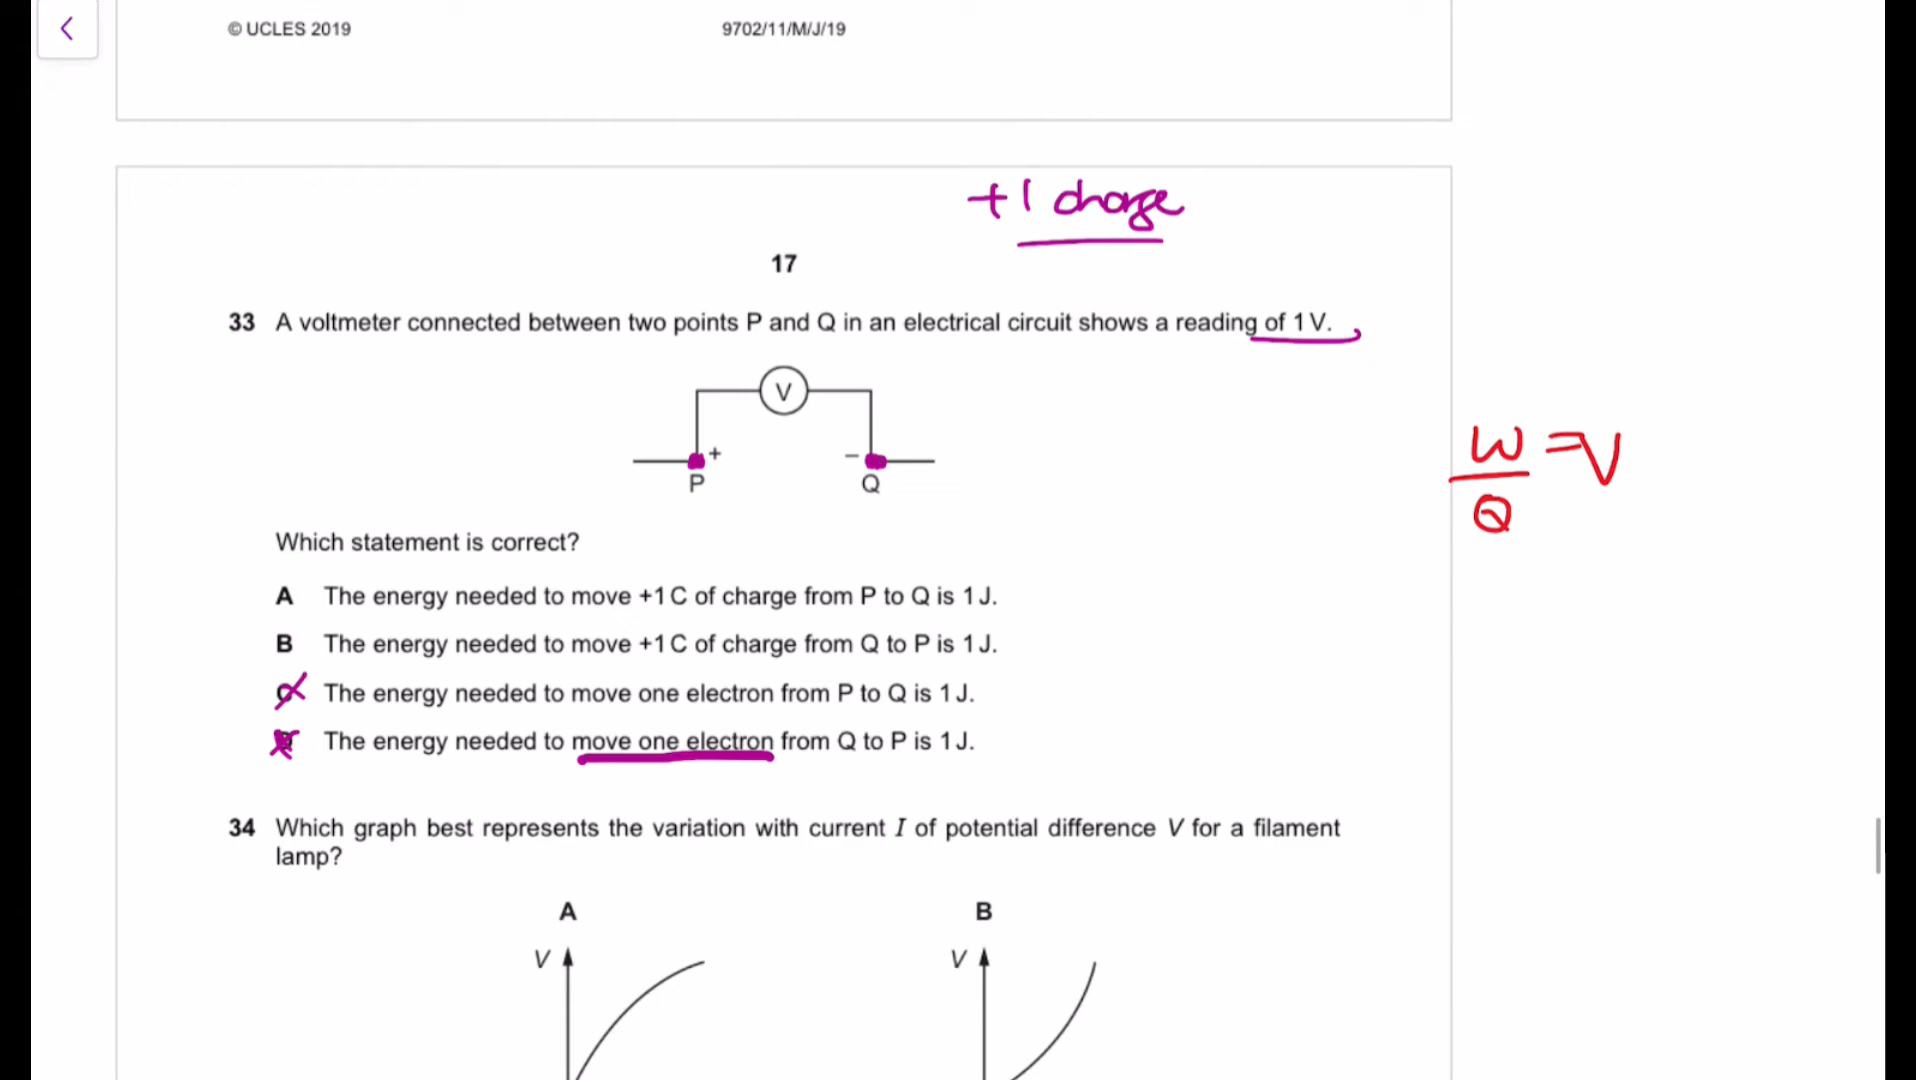 © UCLES 2019 9702/11/M/J/19
+1 charge
17
33 A voltmeter connected between two points P and Q in an electrical circuit shows a reading of 1 V.
V
+ −
P Q
W/Q = V
Which statement is correct?
A The energy needed to move +1 C of charge from P to Q is 1 J.
B The energy needed to move +1 C of charge from Q to P is 1 J.
The energy needed to move one electron from P to Q is 1 J.
The energy needed to move one electron from Q to P is 1 J.
34 Which graph best represents the variation with current I of potential difference V for a filament
lamp?
A B
V V